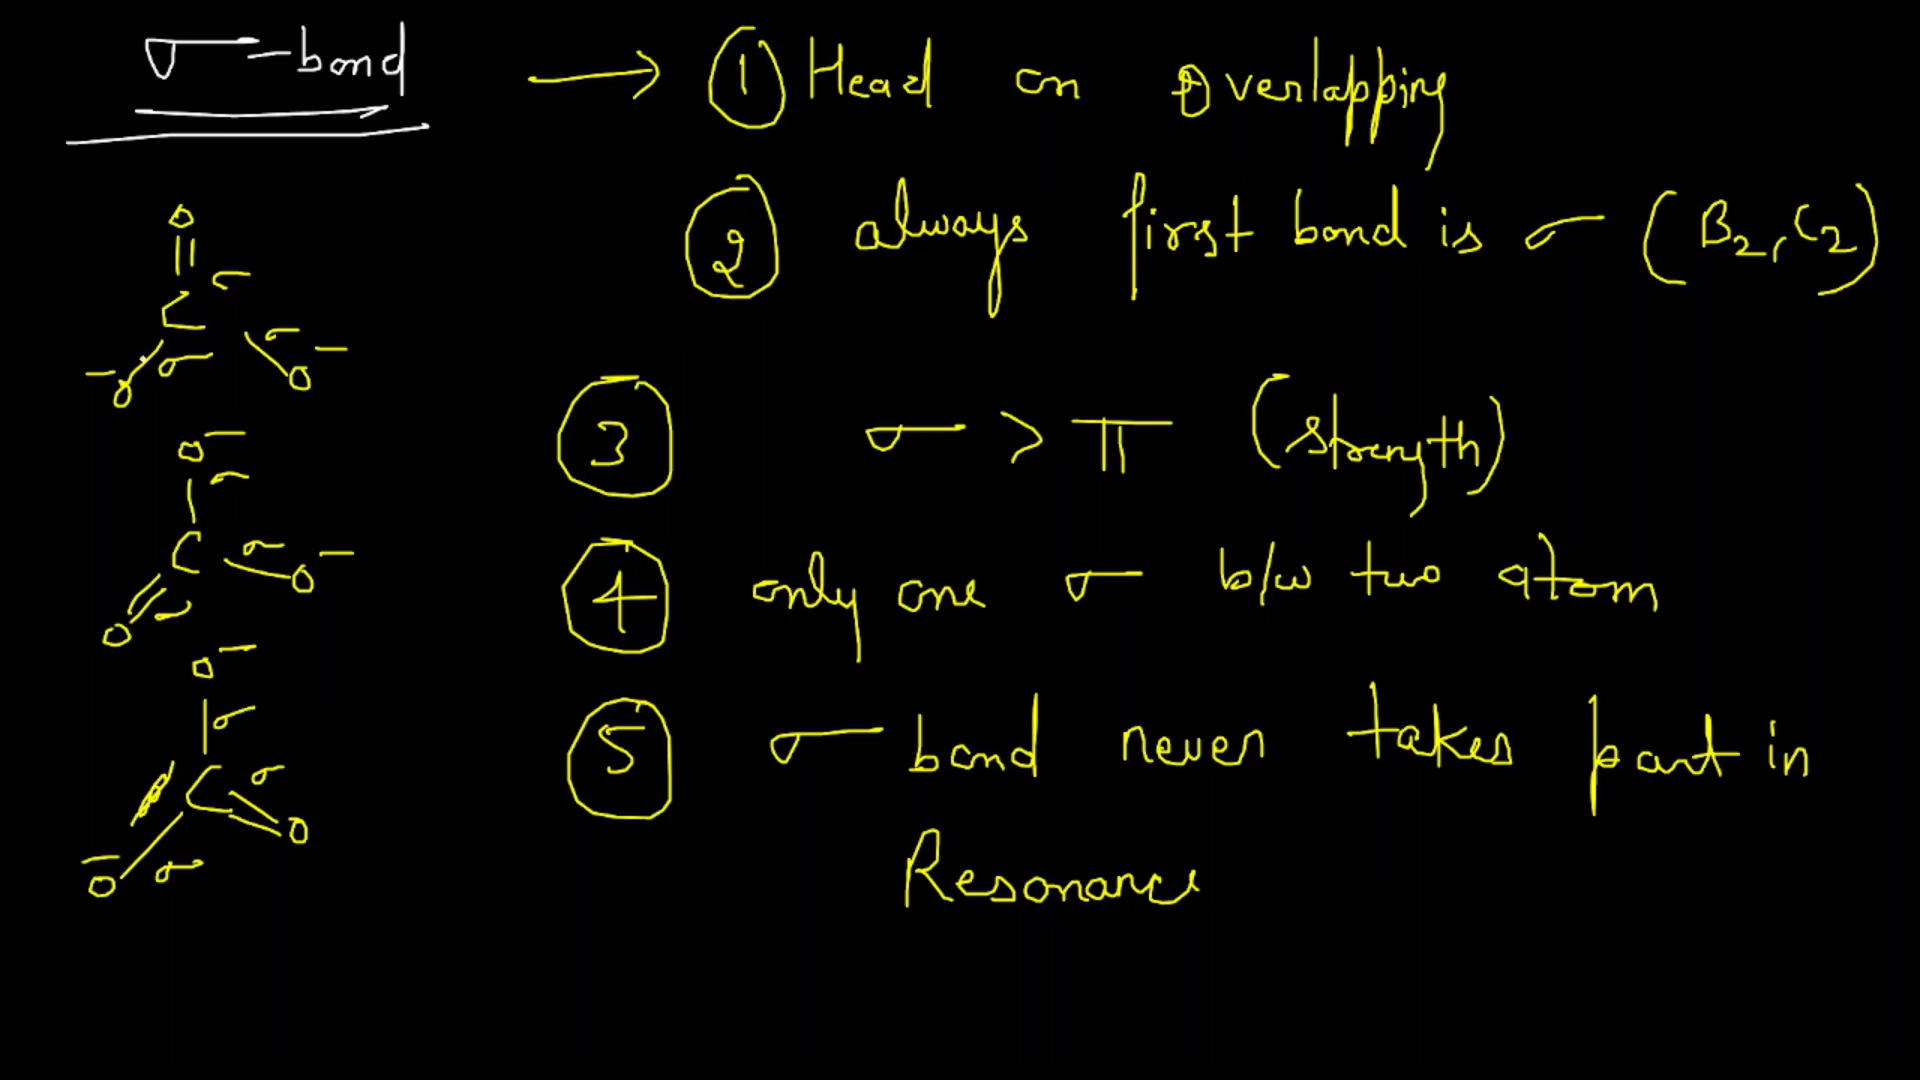 σ-bond → ① Head on overlapping
② always first bond is σ (B₂, C₂)
③ σ > π (strength)
④ only one σ b/w two atom
⑤ σ bond never takes part in
Resonance
O
C σ
⁻O σ σ O⁻
O⁻
σ
C σ O⁻
O σ
O⁻
σ
C σ
O
⁻O σ